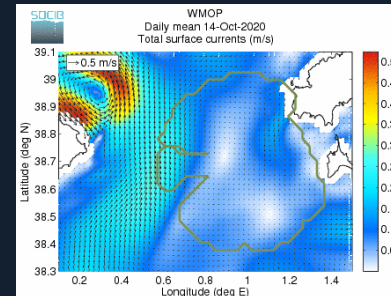 SOCIB
WMOP
Daily mean 14-Oct-2020
Total surface currents (m/s)
→0.5 m/s
39.1
39
38.9
38.8
38.7
38.6
38.5
38.4
38.3
Latitude (deg N)
0.2 0.4 0.6 0.8 1 1.2 1.4
Longitude (deg E)